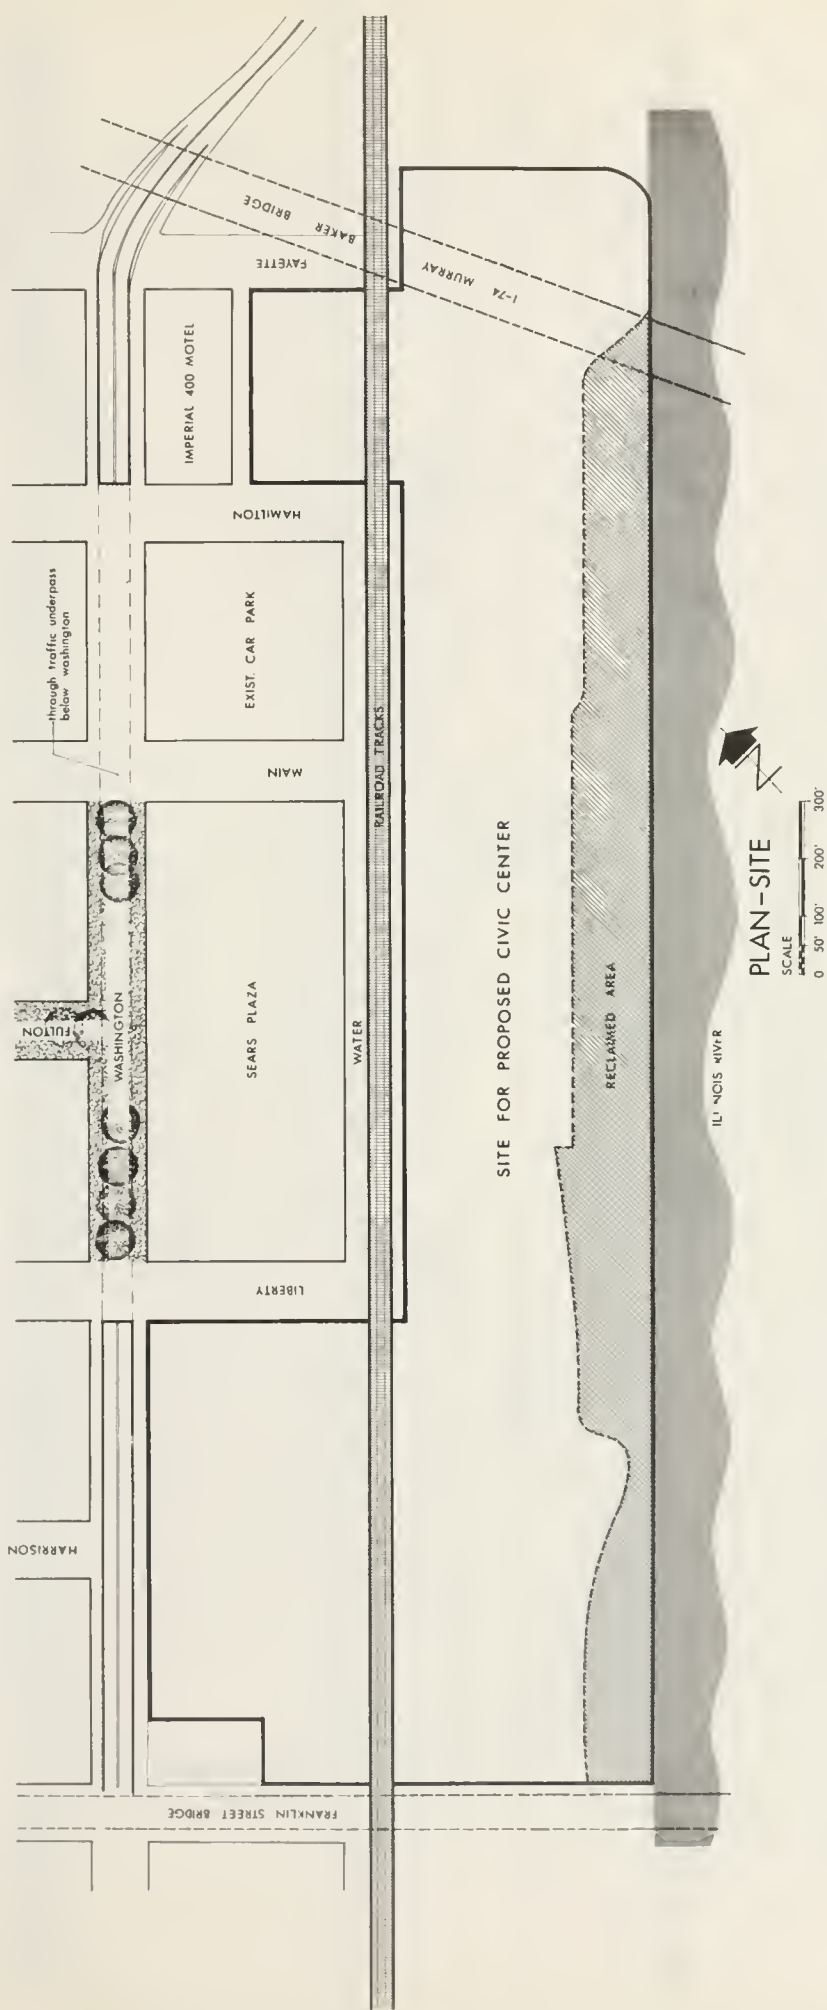 HARRISON
FRANKLIN STREET BRIDGE
LIBERTY
FULTON
WASHINGTON
SEARS PLAZA
WATER
through traffic underpass
below washington
MAIN
EXIST. CAR PARK
HAMILTON
IMPERIAL 400 MOTEL
FAYETTE
I-74 MURRAY BAKER BRIDGE
RAILROAD TRACKS
SITE FOR PROPOSED CIVIC CENTER
RECLAIMED AREA
ILLINOIS RIVER
N
PLAN-SITE
SCALE
0 50' 100' 200' 300'